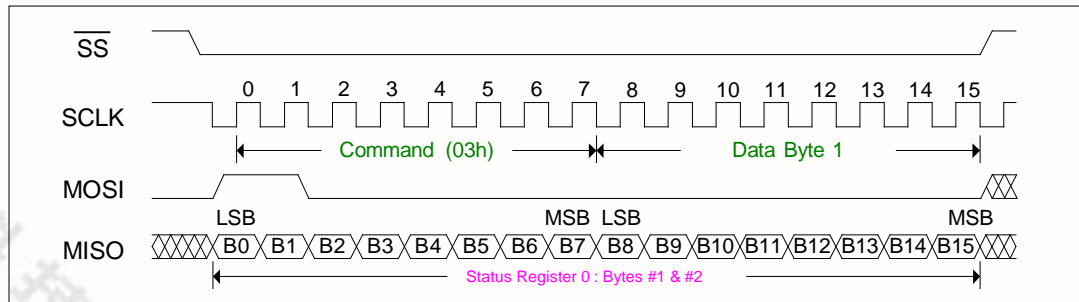 SS
0 1 2 3 4 5 6 7 8 9 10 11 12 13 14 15
SCLK
Command (03h) Data Byte 1
MOSI
LSB MSB LSB MSB
MISO B0 B1 B2 B3 B4 B5 B6 B7 B8 B9 B10 B11 B12 B13 B14 B15
Status Register 0 : Bytes #1 & #2